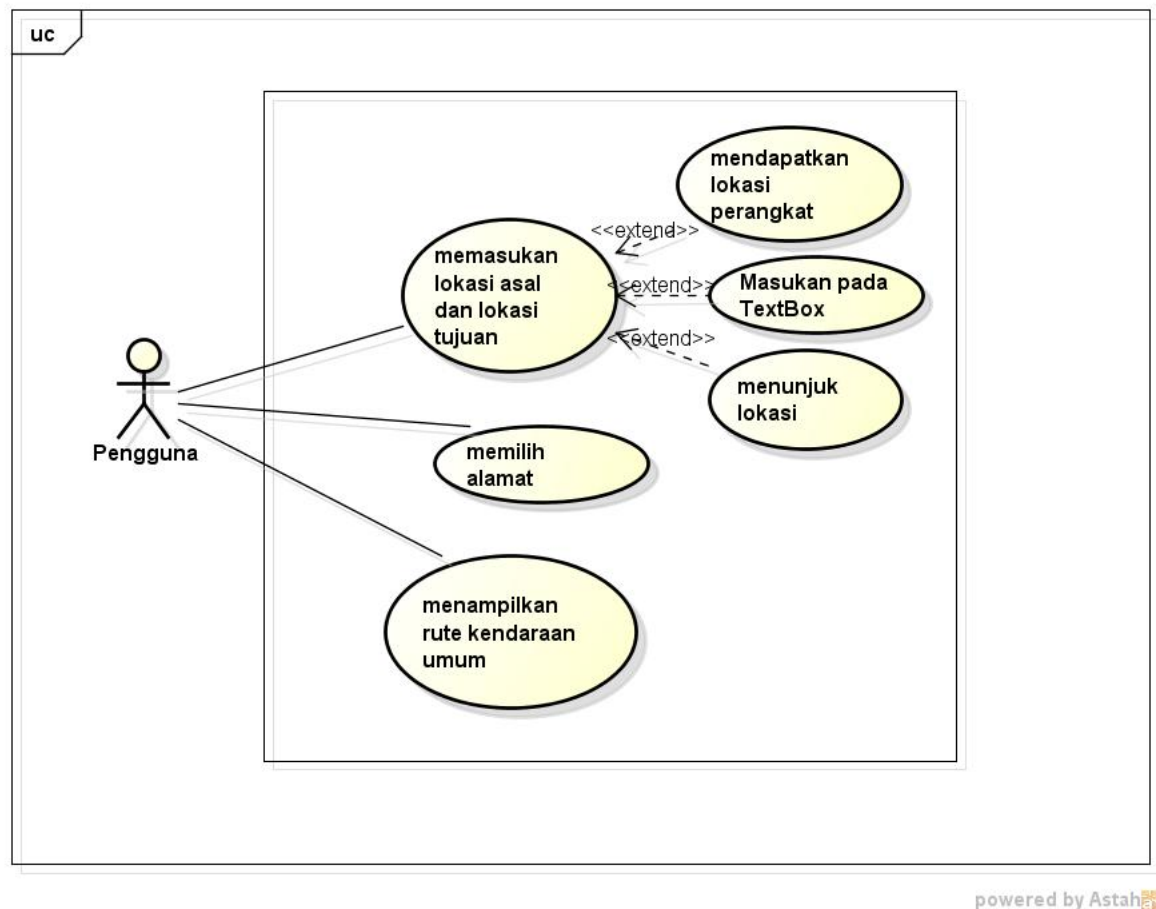 uc
mendapatkan
lokasi
perangkat
<<extend>>
memasukan
lokasi asal
dan lokasi
tujuan
<<extend>>
Masukan pada
TextBox
<<extend>>
menunjuk
lokasi
Pengguna
memilih
alamat
menampilkan
rute kendaraan
umum
powered by Astah